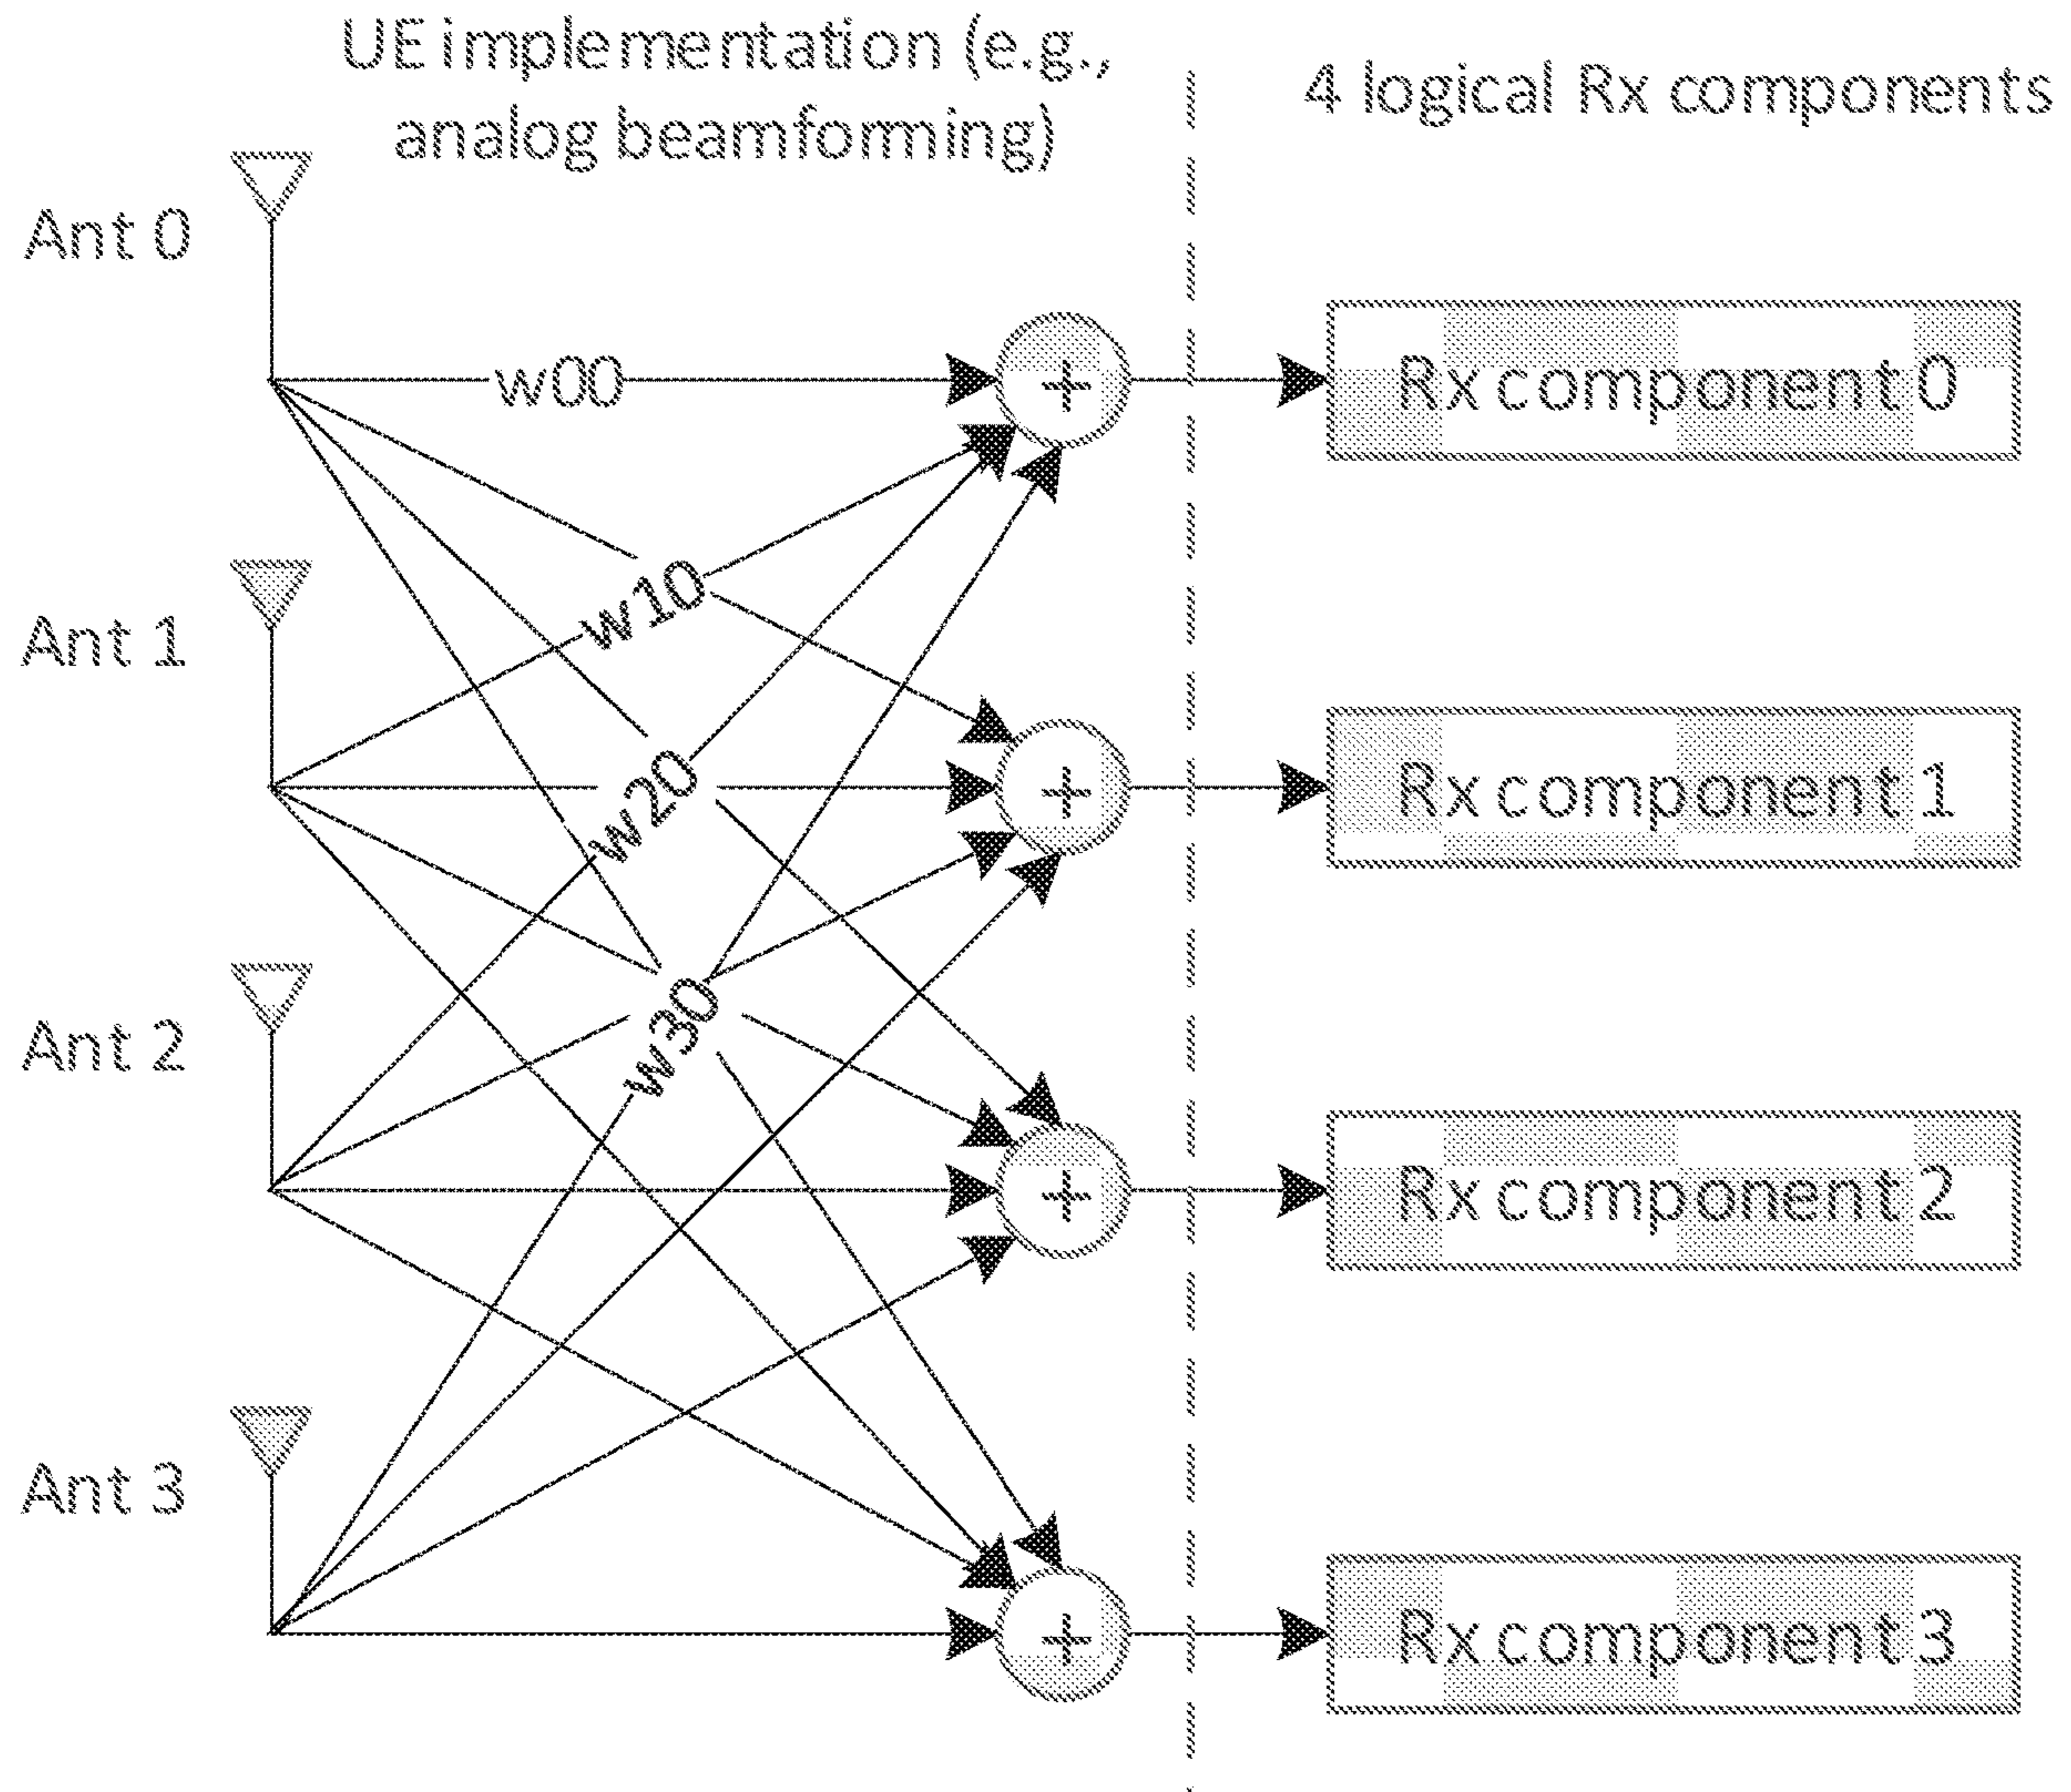 UE implementation (e.g.,
analog beamforming)
4 logical Rx components
Ant 0
w00
+
Rx component 0
w10
Ant 1
w20
+
Rx component 1
Ant 2
w30
+
Rx component 2
Ant 3
+
Rx component 3